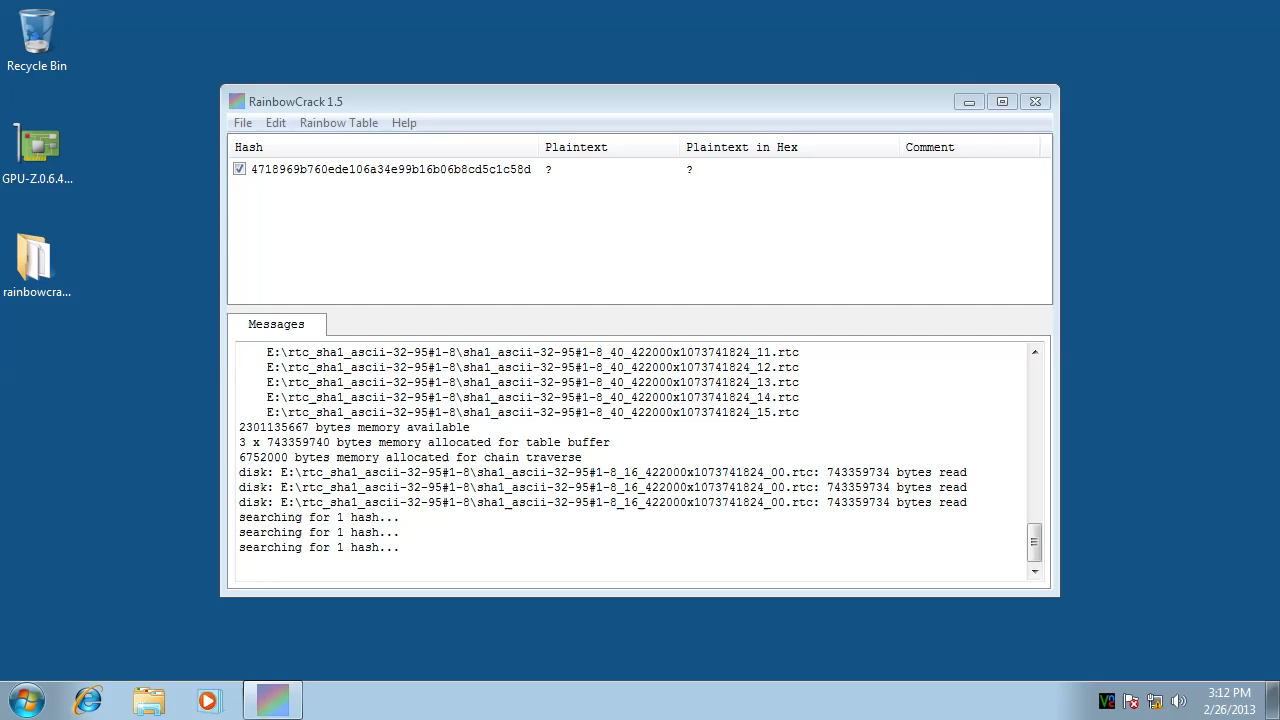 Recycle Bin
GPU-Z.0.6.4...
rainbowcra...
RainbowCrack 1.5
File Edit Rainbow Table Help
Hash Plaintext Plaintext in Hex Comment
4718969b760ede106a34e99b16b06b8cd5c1c58d ? ?
Messages
E:\rtc_sha1_ascii-32-95#1-8\sha1_ascii-32-95#1-8_40_422000x1073741824_11.rtc
E:\rtc_sha1_ascii-32-95#1-8\sha1_ascii-32-95#1-8_40_422000x1073741824_12.rtc
E:\rtc_sha1_ascii-32-95#1-8\sha1_ascii-32-95#1-8_40_422000x1073741824_13.rtc
E:\rtc_sha1_ascii-32-95#1-8\sha1_ascii-32-95#1-8_40_422000x1073741824_14.rtc
E:\rtc_sha1_ascii-32-95#1-8\sha1_ascii-32-95#1-8_40_422000x1073741824_15.rtc
2301135667 bytes memory available
3 x 743359740 bytes memory allocated for table buffer
6752000 bytes memory allocated for chain traverse
disk: E:\rtc_sha1_ascii-32-95#1-8\sha1_ascii-32-95#1-8_16_422000x1073741824_00.rtc: 743359734 bytes read
disk: E:\rtc_sha1_ascii-32-95#1-8\sha1_ascii-32-95#1-8_16_422000x1073741824_00.rtc: 743359734 bytes read
disk: E:\rtc_sha1_ascii-32-95#1-8\sha1_ascii-32-95#1-8_16_422000x1073741824_00.rtc: 743359734 bytes read
searching for 1 hash...
searching for 1 hash...
searching for 1 hash...
3:12 PM
2/26/2013